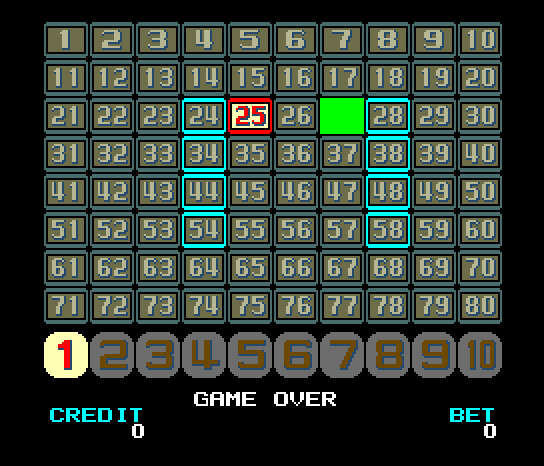 1 2 3 4 5 6 7 8 9 10
11 12 13 14 15 16 17 18 19 20
21 22 23 24 25 26 28 29 30
31 32 33 34 35 36 37 38 39 40
41 42 43 44 45 46 47 48 49 50
51 52 53 54 55 56 57 58 59 60
61 62 63 64 65 66 67 68 69 70
71 72 73 74 75 76 77 78 79 80
1 2 3 4 5 6 7 8 9 10
GAME OVER
CREDIT BET
0 0